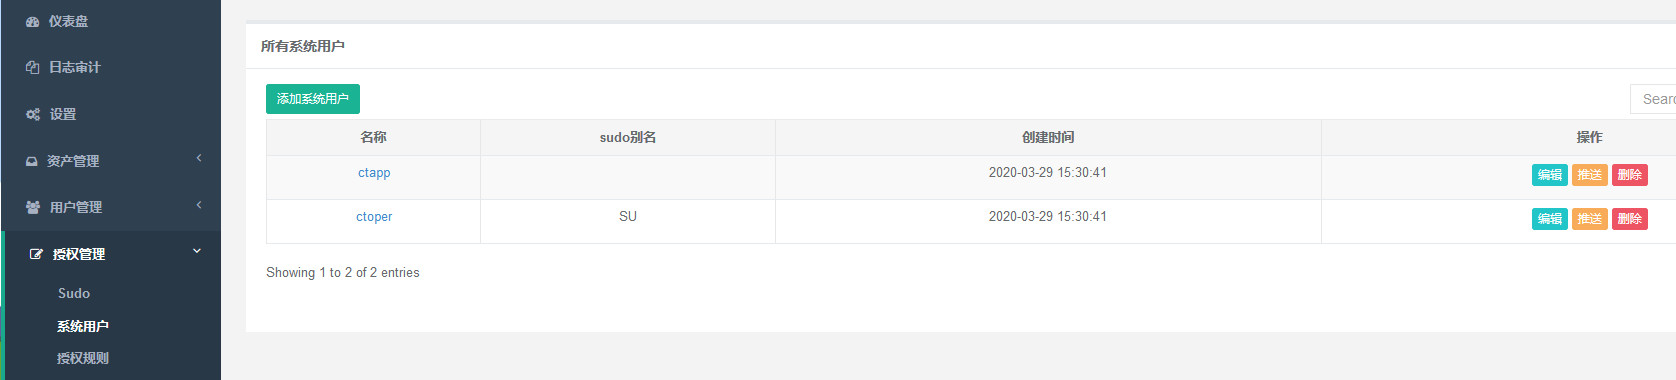 仪表盘
日志审计
设置
资产管理
用户管理
授权管理
Sudo
系统用户
授权规则
所有系统用户
添加系统用户
Searc
名称 sudo别名 创建时间 操作
ctapp 2020-03-29 15:30:41 编辑 推送 删除
ctoper SU 2020-03-29 15:30:41 编辑 推送 删除
Showing 1 to 2 of 2 entries